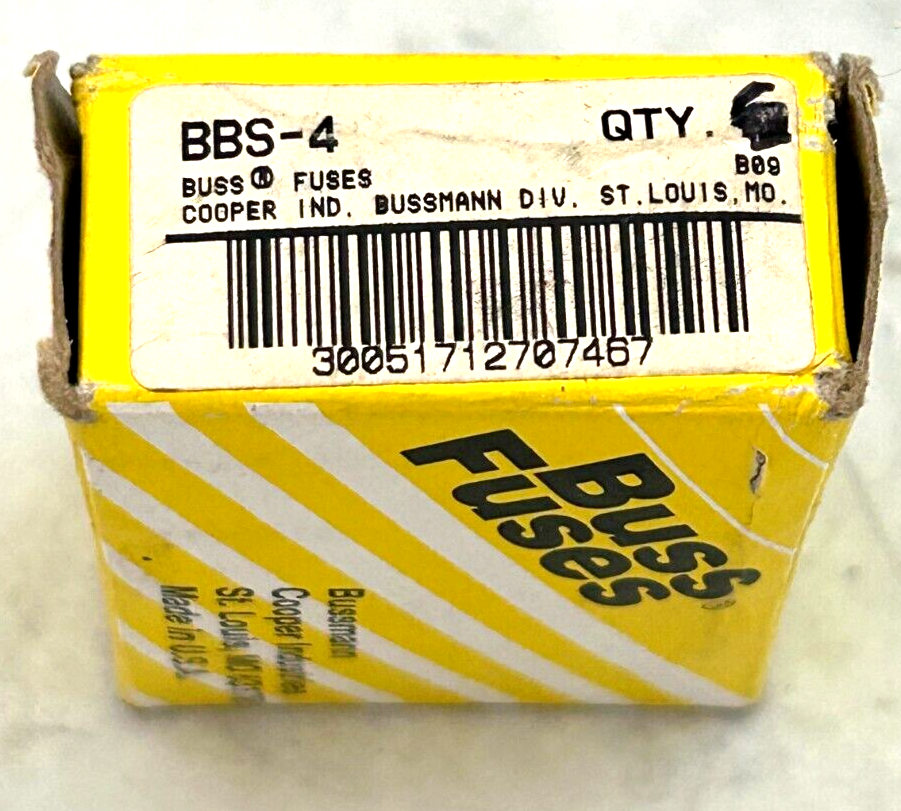 BBS-4 QTY.
B09
BUSS® FUSES
COOPER IND. BUSSMANN DIV. ST.LOUIS,MO.
30051712707467
Buss®
Fuses
Bussmann
Cooper Industries
St. Louis,
Made in U.S.A.